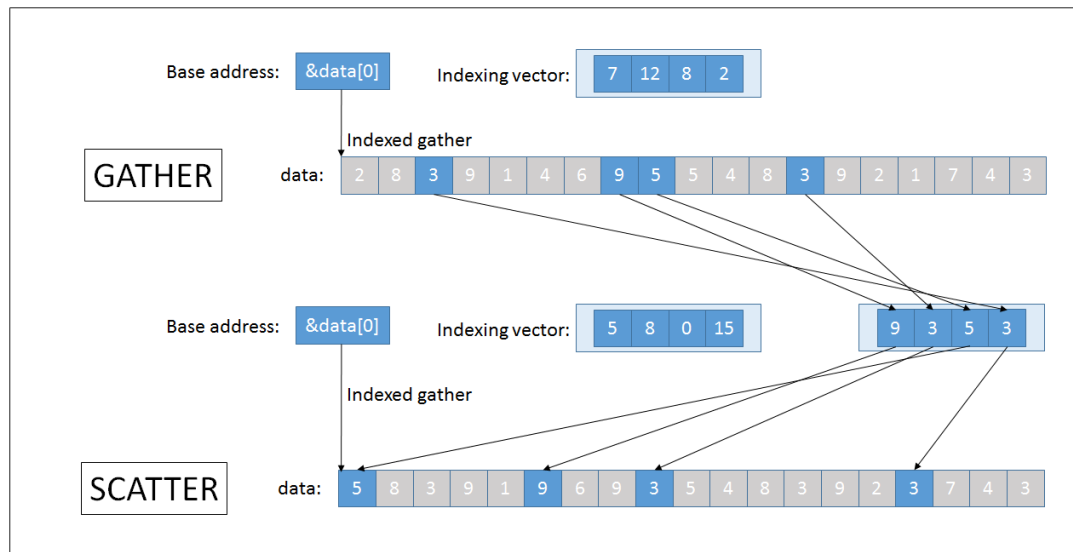 Base address: &data[0] Indexing vector: 7 12 8 2
Indexed gather
GATHER data: 2 8 3 9 1 4 6 9 5 5 4 8 3 9 2 1 7 4 3
Base address: &data[0] Indexing vector: 5 8 0 15 9 3 5 3
Indexed gather
SCATTER data: 5 8 3 9 1 9 6 9 3 5 4 8 3 9 2 3 7 4 3